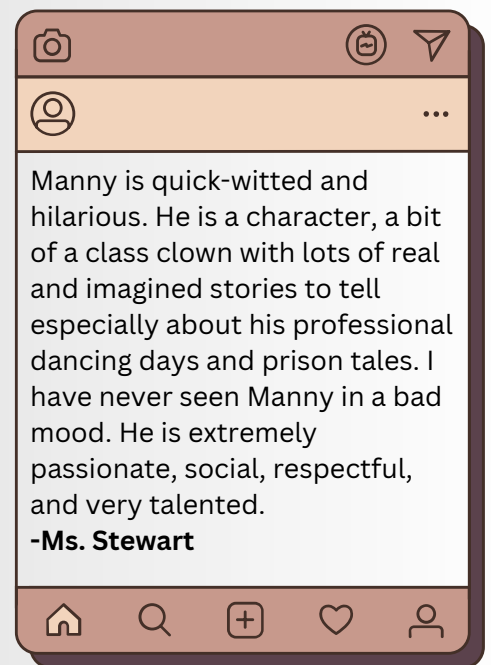 Manny is quick-witted and
hilarious. He is a character, a bit
of a class clown with lots of real
and imagined stories to tell
especially about his professional
dancing days and prison tales. I
have never seen Manny in a bad
mood. He is extremely
passionate, social, respectful,
and very talented.
-Ms. Stewart